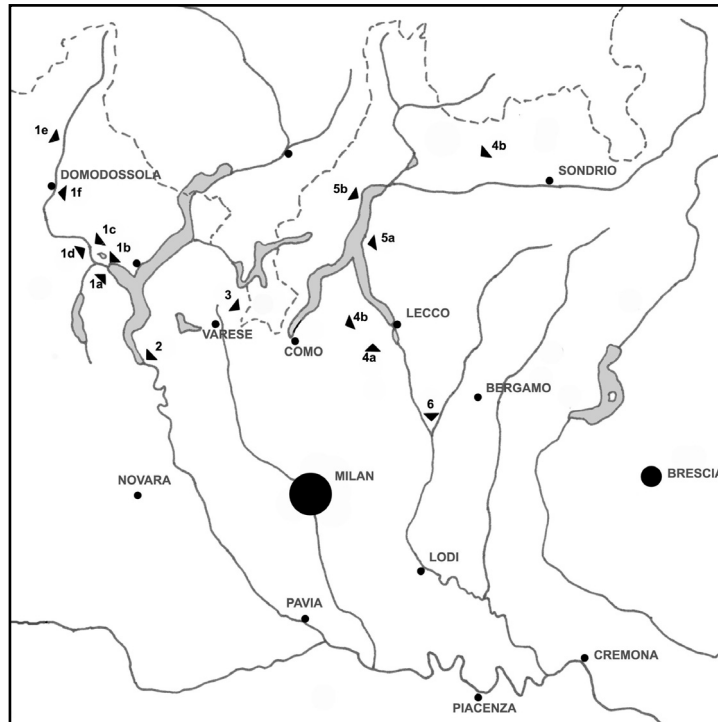 1e
4b
DOMODOSSOLA
SONDRIO
1f
5b
1c
1b
5a
1d
1a
3
4b
LECCO
VARESE
2
COMO
4a
BERGAMO
6
MILAN
BRESCIA
NOVARA
LODI
PAVIA
CREMONA
PIACENZA